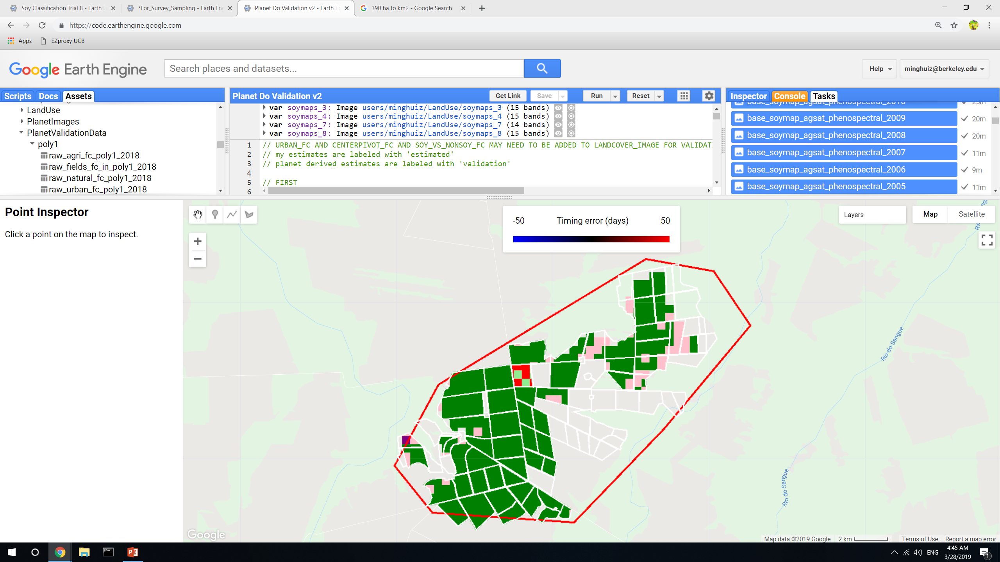 Soy Classification Trial 8 - Earth E
*For_Survey_Sampling - Earth Eng
Planet Do Validation v2 - Earth En
390 ha to km2 - Google Search
https://code.earthengine.google.com
Apps
EZproxy UCB
Google Earth Engine
Search places and datasets...
Help
minghuiz@berkeley.edu
Scripts
Docs
Assets
Planet Do Validation v2
Get Link
Save
Run
Reset
Inspector
Console
Tasks
LandUse
PlanetImages
PlanetValidationData
poly1
raw_agri_fc_poly1_2018
raw_fields_fc_in_poly1_2018
raw_natural_fc_poly1_2018
raw_urban_fc_poly1_2018
var soymaps_3: Image users/minghuiz/LandUse/soymaps_3 (15 bands)
var soymaps_4: Image users/minghuiz/LandUse/soymaps_4 (15 bands)
var soymaps_7: Image users/minghuiz/LandUse/soymaps_7 (14 bands)
var soymaps_8: Image users/minghuiz/LandUse/soymaps_8 (15 bands)
1 // URBAN_FC AND CENTERPIVOT_FC AND SOY_VS_NONSOY_FC MAY NEED TO BE ADDED TO LANDCOVER_IMAGE FOR VALIDAT
2 // my estimates are labeled with 'estimated'
3 // planet derived estimates are labeled with 'validation'
4
5 // FIRST
6
base_soymap_agsat_phenospectral_2009 20m
base_soymap_agsat_phenospectral_2008 20m
base_soymap_agsat_phenospectral_2007 11m
base_soymap_agsat_phenospectral_2006 9m
base_soymap_agsat_phenospectral_2005 11m
Point Inspector
Click a point on the map to inspect.
-50 Timing error (days) 50
Layers
Map
Satellite
Rio do Sangue
Rio do Sangue
Google
Map data ©2019 Google
2 km
Terms of Use
Report a map error
ENG
4:45 AM
3/28/2019
1